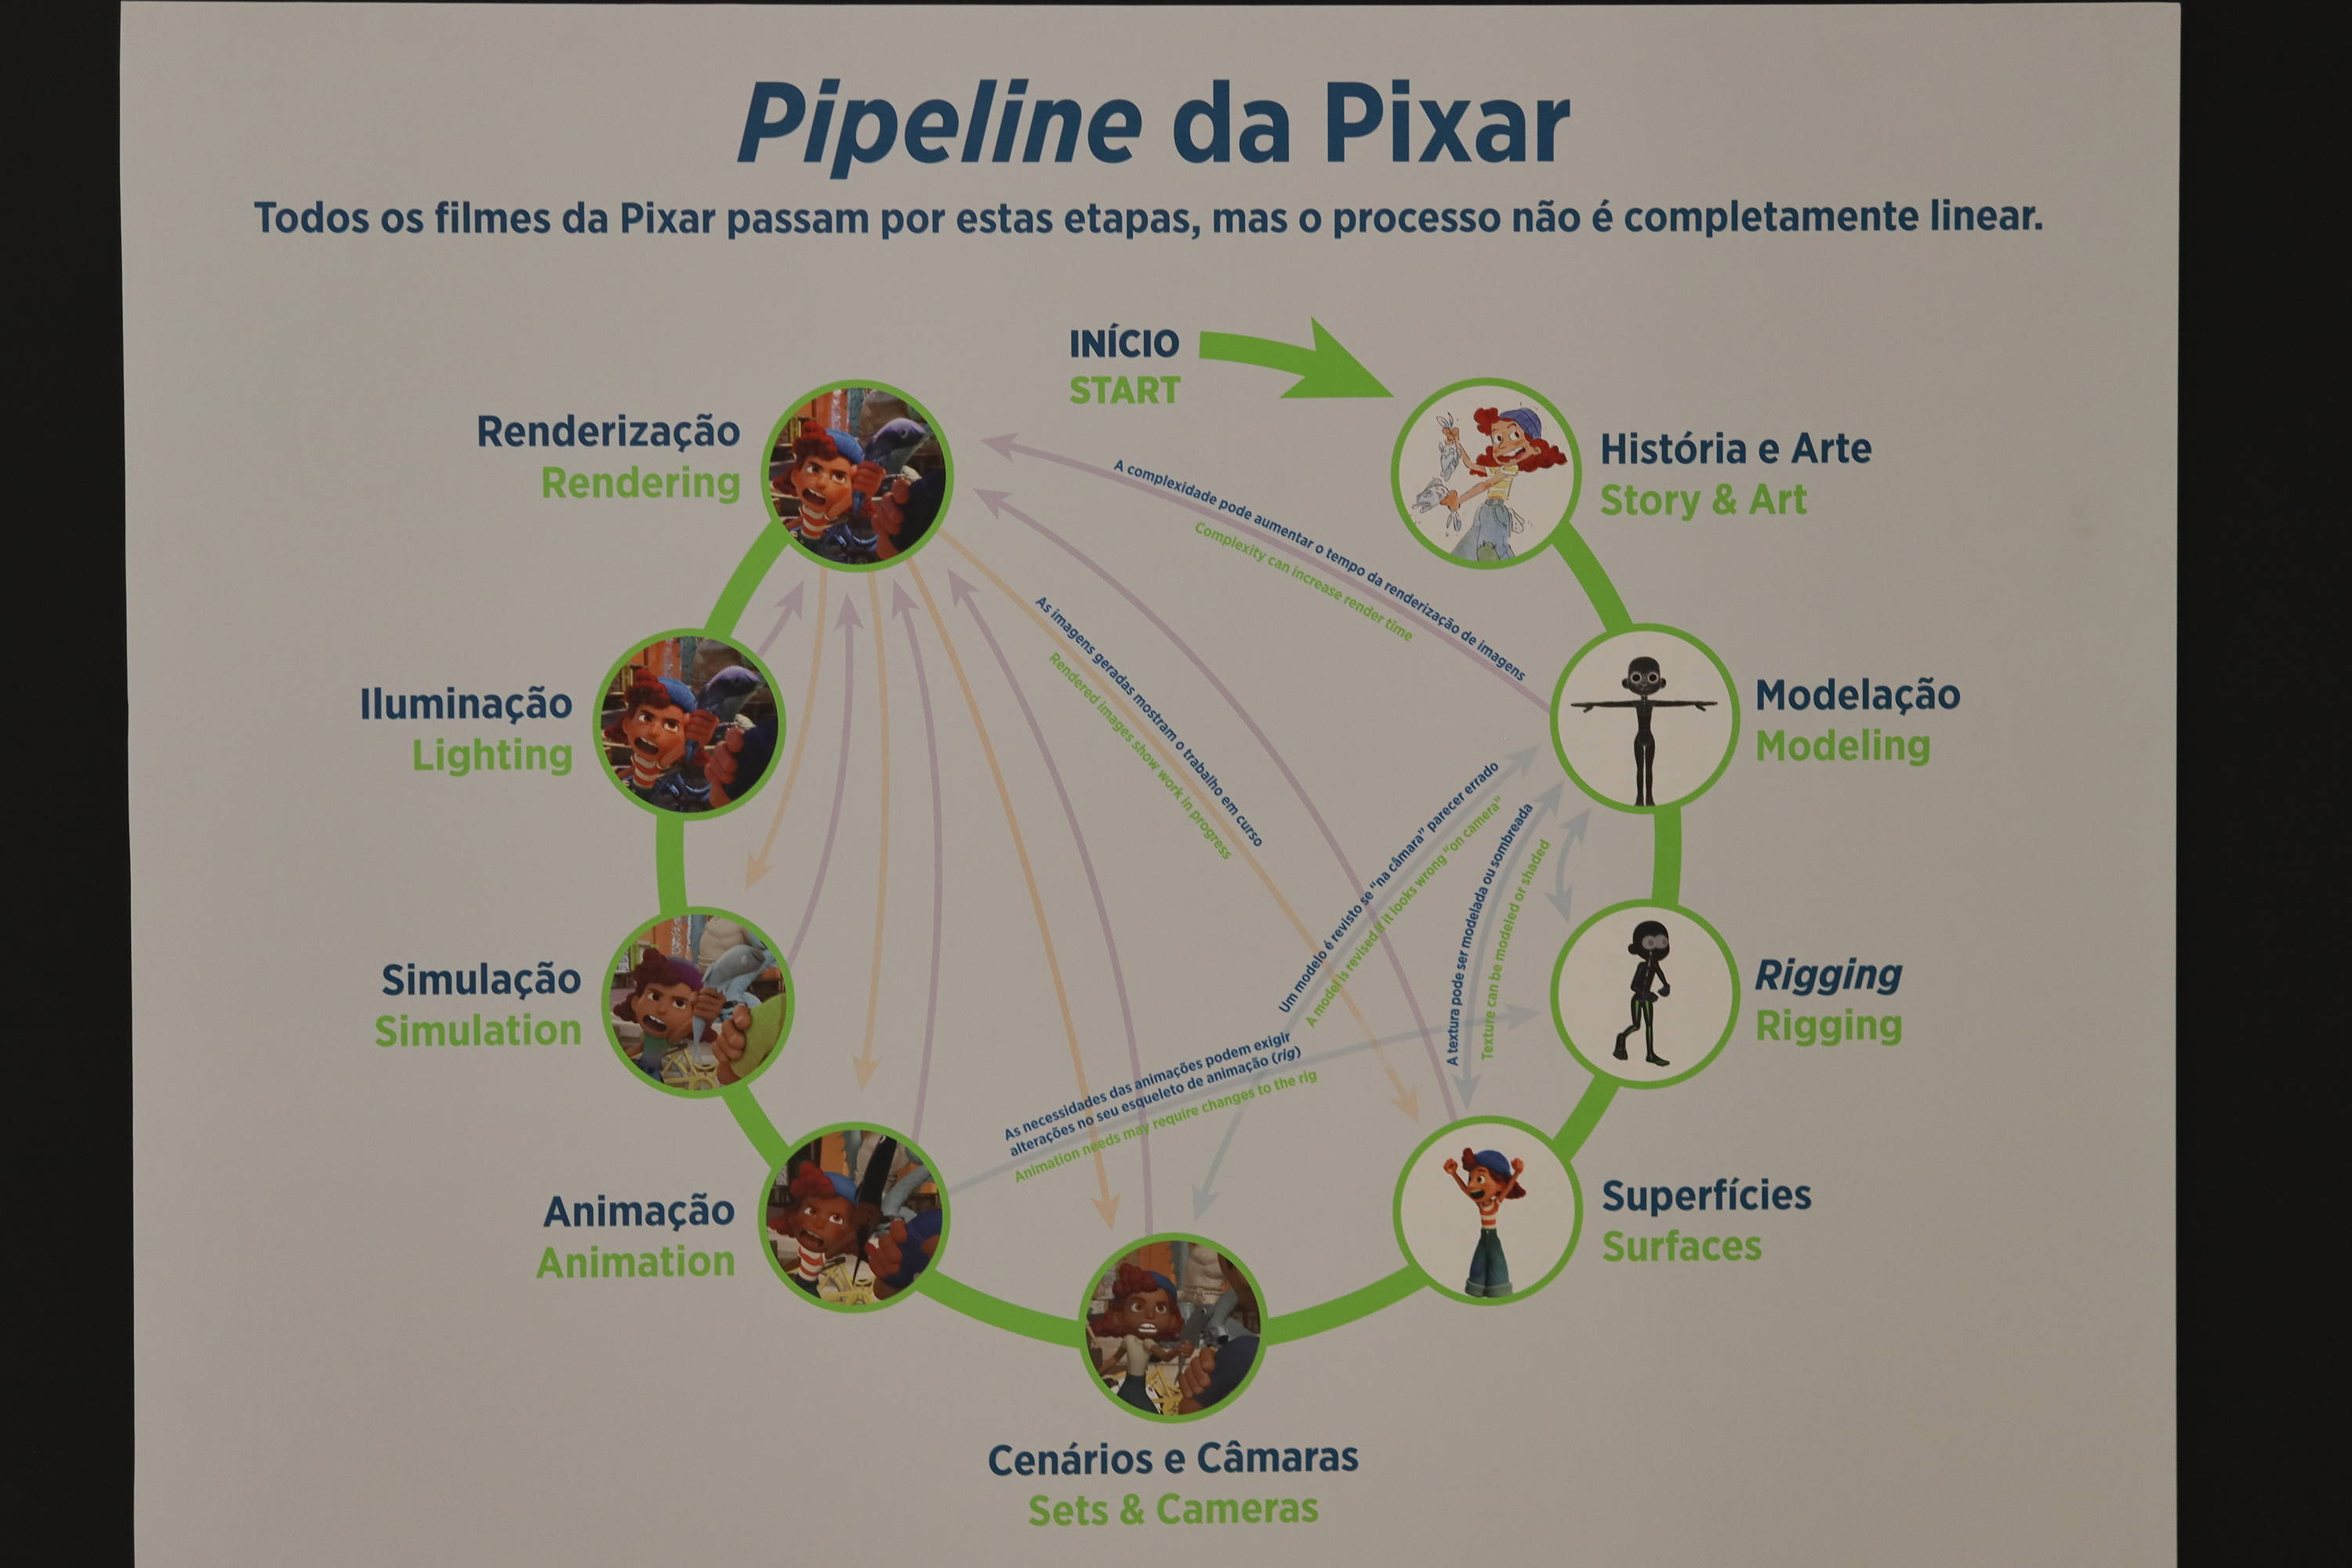 Pipeline da Pixar
Todos os filmes da Pixar passam por estas etapas, mas o processo não é completamente linear.
INÍCIO
START
História e Arte
Story & Art
Modelação
Modeling
Rigging
Rigging
Superfícies
Surfaces
Cenários e Câmaras
Sets & Cameras
Animação
Animation
Simulação
Simulation
Iluminação
Lighting
Renderização
Rendering
A complexidade pode aumentar o tempo da renderização de imagens
Complexity can increase render time
As imagens geradas mostram o trabalho em curso
Rendered images show work in progress
Um modelo é revisto se "na câmara" parecer errado
A model is revised if it looks wrong "on camera"
A textura pode ser modelada ou sombreada
Texture can be modeled or shaded
As necessidades das animações podem exigir
alterações no seu esqueleto de animação (rig)
Animation needs may require changes to the rig